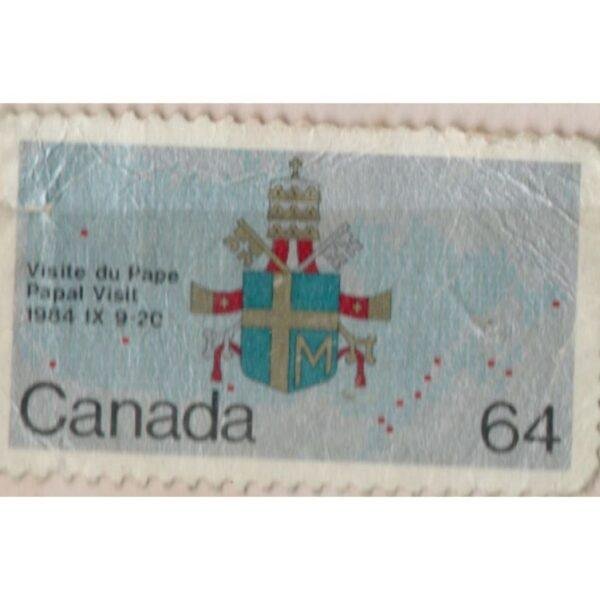 Visite du Pape
Papal Visit
1984 IX 9-20
M
Canada
64